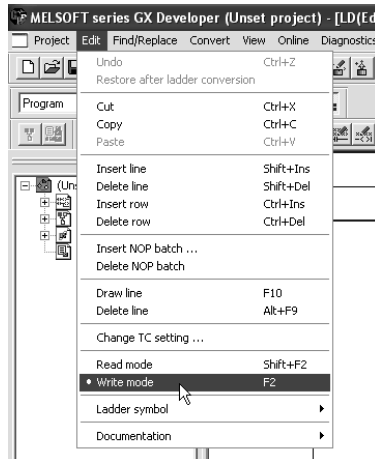 MELSOFT series GX Developer (Unset project) - [LD(Ed
Project Edit Find/Replace Convert View Online Diagnostics
Undo Ctrl+Z
Restore after ladder conversion
Program
Cut Ctrl+X
Copy Ctrl+C
Paste Ctrl+V
Insert line Shift+Ins
Delete line Shift+Del
(Un
Insert row Ctrl+Ins
Delete row Ctrl+Del
Insert NOP batch ...
Delete NOP batch
Draw line F10
Delete line Alt+F9
Change TC setting ...
Read mode Shift+F2
• Write mode F2
Ladder symbol
Documentation